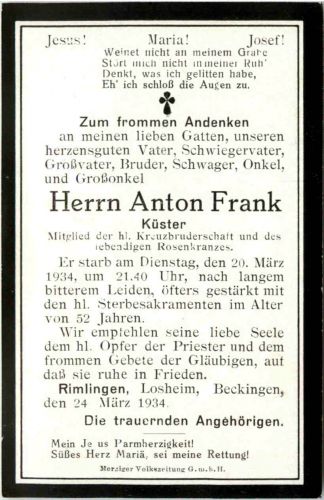 Jesus! Maria! Josef!
Weinet nicht an meinem Grabe
Stört mich nicht in meiner Ruh'
Denkt, was ich gelitten habe,
Eh' ich schloß die Augen zu.
Zum frommen Andenken
an meinen lieben Gatten, unseren
herzensguten Vater, Schwiegervater,
Großvater, Bruder, Schwager, Onkel,
und Großonkel
Herrn Anton Frank
Küster
Mitglied der hl. Kreuzbruderschaft und des
lebendigen Rosenkranzes.
Er starb am Dienstag, den 20. März
1934, um 21.40 Uhr, nach langem
bitterem Leiden, öfters gestärkt mit
den hl. Sterbesakramenten im Alter
von 52 Jahren.
Wir empfehlen seine liebe Seele
dem hl. Opfer der Priester und dem
frommen Gebete der Gläubigen, auf
daß sie ruhe in Frieden.
Rimlingen, Losheim, Beckingen,
den 24 März 1934.
Die trauernden Angehörigen.
Mein Je us Parmherzigkeit!
Süßes Herz Mariä, sei meine Rettung!
Merziger Volkszeitung G.m.b.H.